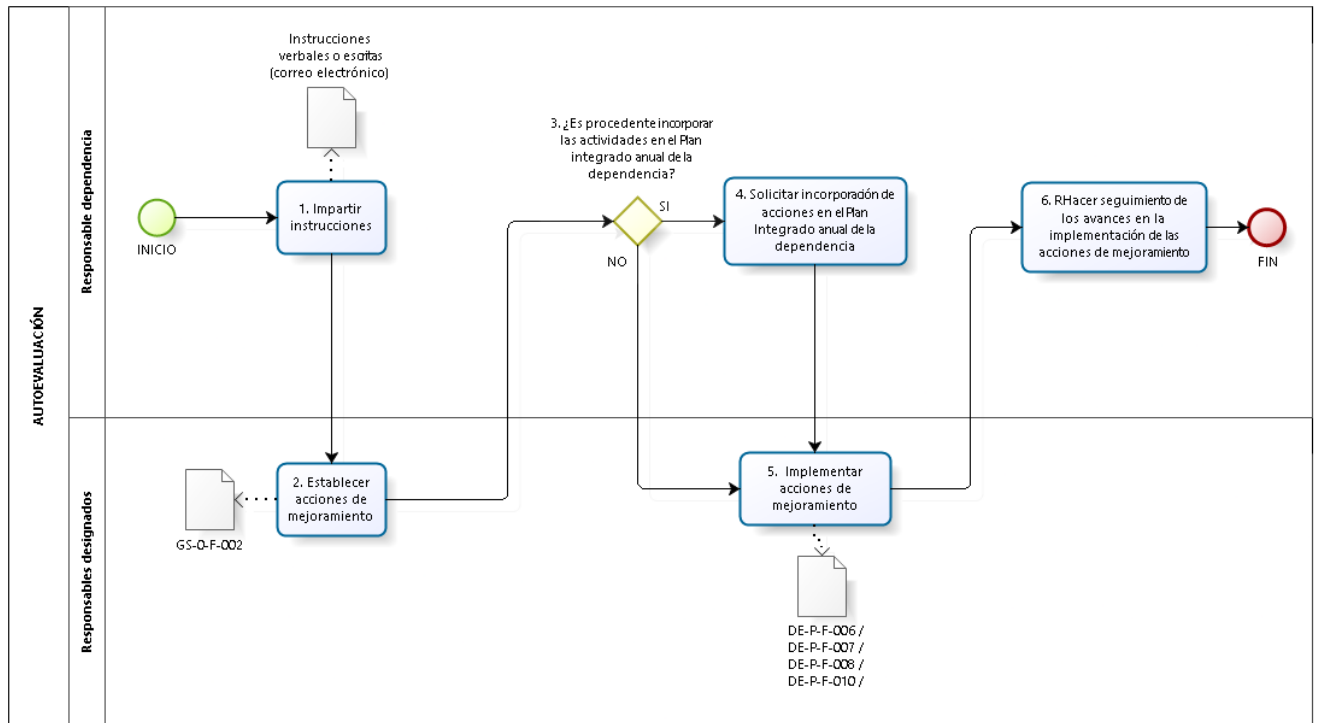 AUTOEVALUACIÓN
Responsable dependencia
Instrucciones
verbales o escritas
(correo electrónico)
INICIO
1. Impartir
instrucciones
3. ¿Es procedente incorporar
las actividades en el Plan
integrado anual de la
dependencia?
SI
NO
4. Solicitar incorporación de
acciones en el Plan
Integrado anual de la
dependencia
6. RHacer seguimiento de
los avances en la
implementación de las
acciones de mejoramiento
FIN
Responsables designados
2. Establecer
acciones de
mejoramiento
GS-0-F-002
5. Implementar
acciones de
mejoramiento
DE-P-F-006 /
DE-P-F-007 /
DE-P-F-008 /
DE-P-F-010 /